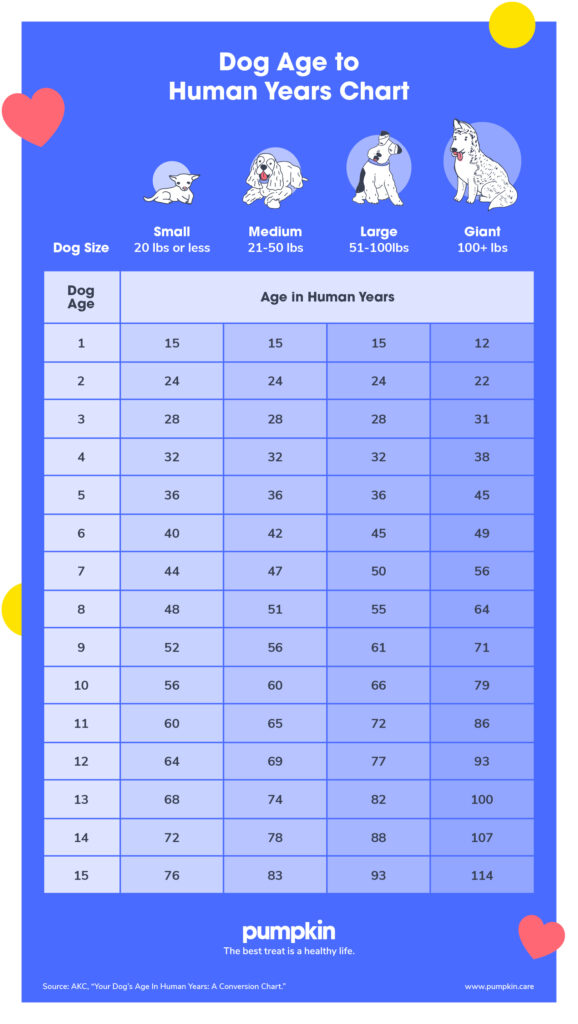 Dog Age to
Human Years Chart
Small
Medium
Large
Giant
Dog Size
20 lbs or less
21-50 lbs
51-100lbs
100+ lbs
Dog
Age
Age in Human Years
1 15 15 15 12
2 24 24 24 22
3 28 28 28 31
4 32 32 32 38
5 36 36 36 45
6 40 42 45 49
7 44 47 50 56
8 48 51 55 64
9 52 56 61 71
10 56 60 66 79
11 60 65 72 86
12 64 69 77 93
13 68 74 82 100
14 72 78 88 107
15 76 83 93 114
pumpkin
The best treat is a healthy life.
Source: AKC, “Your Dog’s Age In Human Years: A Conversion Chart.”
www.pumpkin.care